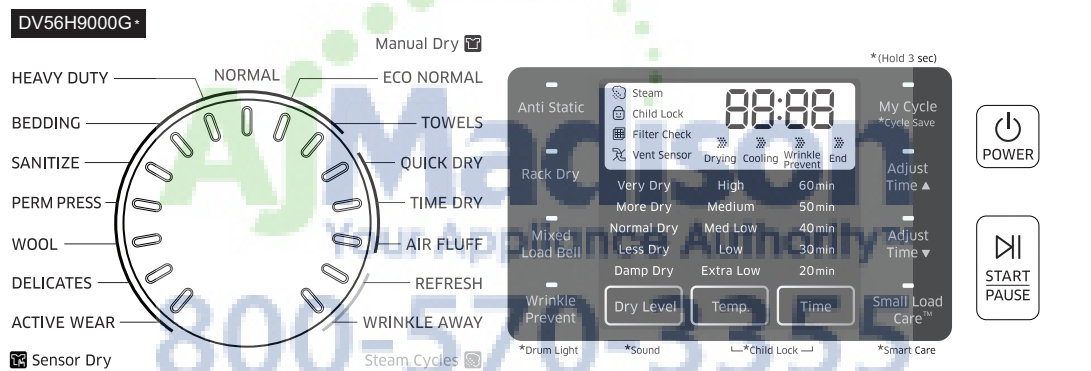 DV56H9000G*
Manual Dry
HEAVY DUTY
NORMAL
ECO NORMAL
BEDDING
TOWELS
SANITIZE
QUICK DRY
PERM PRESS
TIME DRY
WOOL
AIR FLUFF
DELICATES
REFRESH
ACTIVE WEAR
WRINKLE AWAY
Sensor Dry
Steam Cycles
*(Hold 3 sec)
Anti Static
Rack Dry
Mixed
Load Bell
Wrinkle
Prevent
Steam
Child Lock
Filter Check
Vent Sensor
88:88
Drying Cooling Wrinkle Prevent End
Very Dry High 60min
More Dry Medium 50min
Normal Dry Med Low 40min
Less Dry Low 30min
Damp Dry Extra Low 20min
Dry Level Temp. Time
My Cycle
*Cycle Save
Adjust
Time ▲
Adjust
Time ▼
Small Load
Care™
*Drum Light *Sound *Child Lock *Smart Care
POWER
START
PAUSE
AjMadison
Your Appliance Authority™
800-570-3355